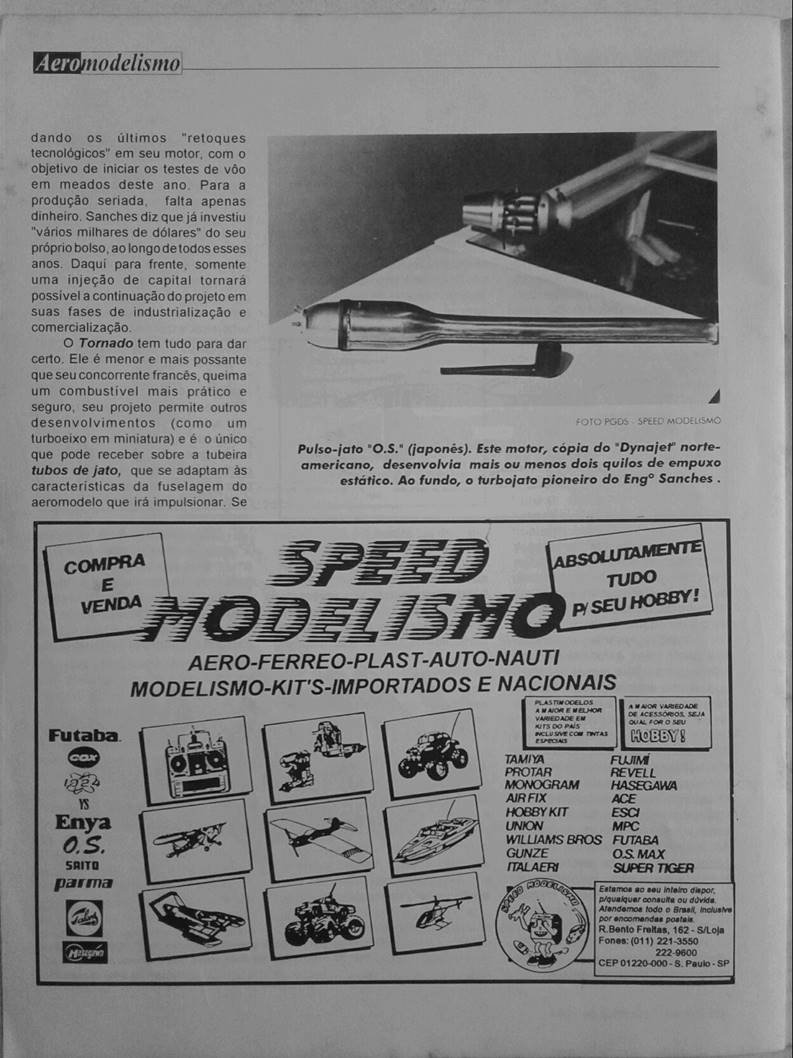 Aeromodelismo
dando os últimos "retoques
tecnológicos" em seu motor, com o
objetivo de iniciar os testes de vôo
em meados deste ano. Para a
produção seriada, falta apenas
dinheiro. Sanches diz que já investiu
"vários milhares de dólares" do seu
próprio bolso, ao longo de todos esses
anos. Daqui para frente, somente
uma injeção de capital tornará
possível a continuação do projeto em
suas fases de industrialização e
comercialização.
O Tornado tem tudo para dar
certo. Ele é menor e mais possante
que seu concorrente francês, queima
um combustível mais prático e
seguro, seu projeto permite outros
desenvolvimentos (como um
turboeixo em miniatura) e é o único
que pode receber sobre a tubeira
tubos de jato, que se adaptam às
características da fuselagem do
aeromodelo que irá impulsionar. Se
FOTO PGDS - SPEED MODELISMO
Pulso-jato "O.S." (japonês). Este motor, cópia do "Dynajet" norte-
americano, desenvolvia mais ou menos dois quilos de empuxo
estático. Ao fundo, o turbojato pioneiro do Engº Sanches .
COMPRA
E
VENDA
SPEED
MODELISMO
ABSOLUTAMENTE
TUDO
P/ SEU HOBBY!
AERO-FERREO-PLAST-AUTO-NAUTI
MODELISMO-KIT'S-IMPORTADOS E NACIONAIS
PLASTIMODELOS
A MAIOR E MELHOR
VARIEDADE EM
KITS DO PAÍS
INCLUSIVE COM TINTAS
ESPECIAIS
A MAIOR VARIEDADE
DE ACESSÓRIOS, SEJA
QUAL FOR O SEU
HOBBY!
Futaba
COX
YS
Enya
O.S.
SAITO
parma
Hasegawa
TAMIYA
PROTAR
MONOGRAM
AIR FIX
HOBBY KIT
UNION
WILLIAMS BROS
GUNZE
ITALAERI
FUJIMI
REVELL
HASEGAWA
ACE
ESCI
MPC
FUTABA
O.S. MAX
SUPER TIGER
SPEED MODELISMO
Estamos ao seu inteiro dispor,
p/qualquer consulta ou dúvida.
Atendemos todo o Brasil, inclusive
por encomendas postais.
R.Bento Freitas, 162 - S/Loja
Fones: (011) 221-3550
222-9600
CEP 01220-000 - S. Paulo - SP